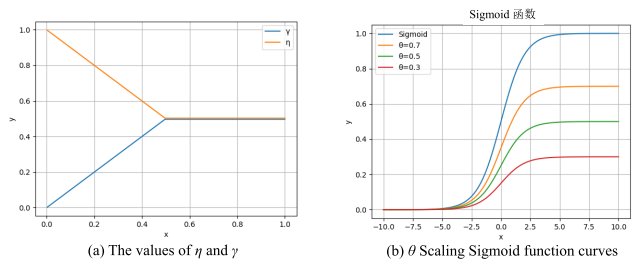 γ
η
1.0
0.8
0.6
0.4
0.2
0.0
y
0.0 0.2 0.4 0.6 0.8 1.0
x
(a) The values of η and γ
Sigmoid 函数
Sigmoid
θ=0.7
θ=0.5
θ=0.3
1.0
0.8
0.6
0.4
0.2
0.0
y
−10.0 −7.5 −5.0 −2.5 0.0 2.5 5.0 7.5 10.0
x
(b) θ Scaling Sigmoid function curves